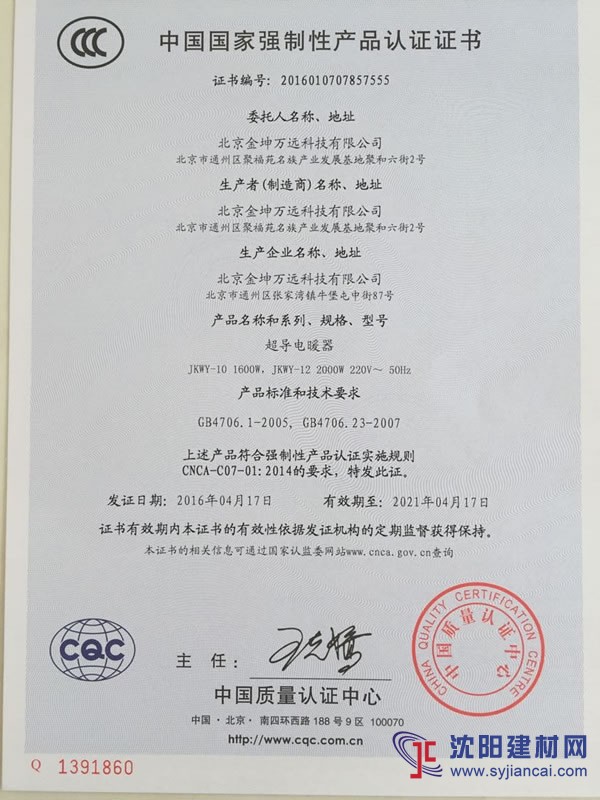 中国国家强制性产品认证证书
证书编号: 2016010707857555
委托人名称、地址
北京金坤万远科技有限公司
北京市通州区聚福苑名族产业发展基地聚和六街2号
生产者(制造商)名称、地址
北京金坤万远科技有限公司
北京市通州区聚福苑名族产业发展基地聚和六街2号
生产企业名称、地址
北京金坤万远科技有限公司
北京市通州区张家湾镇牛堡屯中街87号
产品名称和系列、规格、型号
超导电暖器
JKWY-10 1600W, JKWY-12 2000W 220V~ 50Hz
产品标准和技术要求
GB4706.1-2005, GB4706.23-2007
上述产品符合强制性产品认证实施规则
CNCA-C07-01:2014的要求, 特发此证。
发证日期: 2016年04月17日 有效期至: 2021年04月17日
证书有效期内本证书的有效性依据发证机构的定期监督获得保持。
本证书的相关信息可通过国家认监委网站www.cnca.gov.cn查询
CHINA QUALITY CERTIFICATION CENTRE
中国质量认证中心
CQC
主 任:
中国质量认证中心
中国·北京·南四环西路188号9区 100070
http://www.cqc.com.cn
Q 1391860
沈阳建材网
www.syjiancai.com